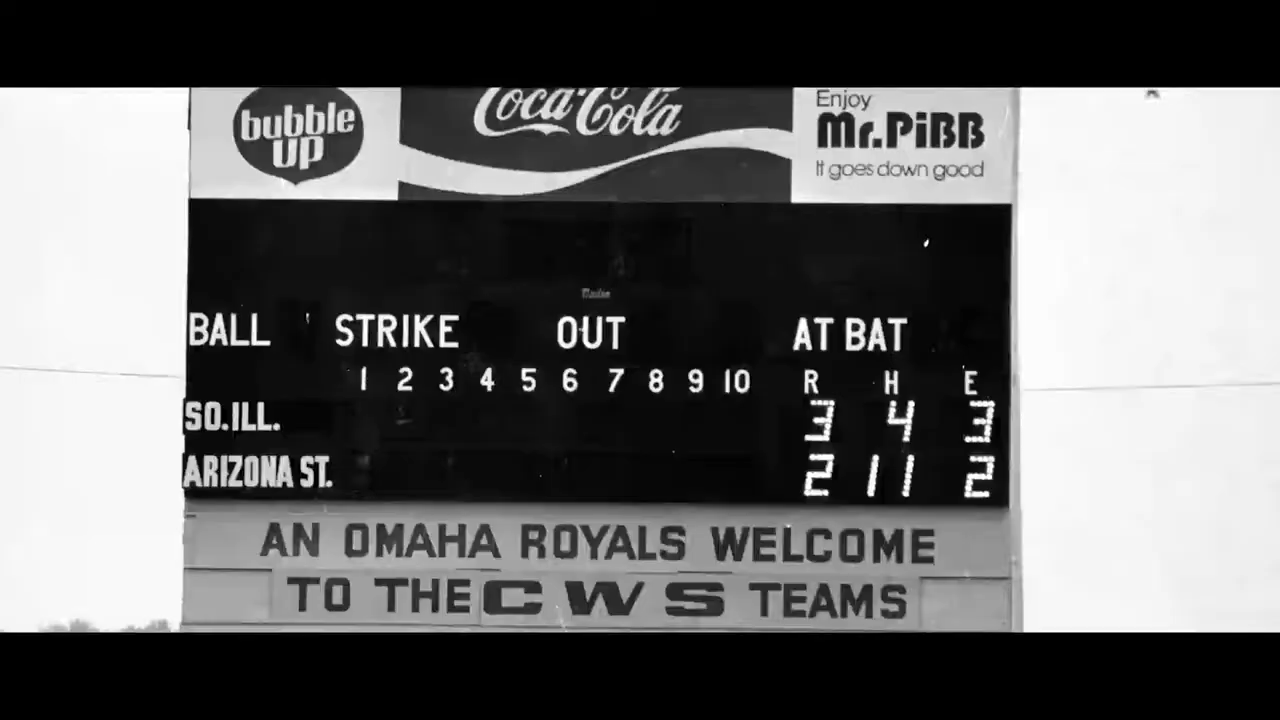 bubble
UP
Coca-Cola
Enjoy
Mr.PiBB
It goes down good
BALL STRIKE OUT AT BAT
1 2 3 4 5 6 7 8 9 10 R H E
SO.ILL. 3 4 3
ARIZONA ST. 2 11 2
AN OMAHA ROYALS WELCOME
TO THE CWS TEAMS